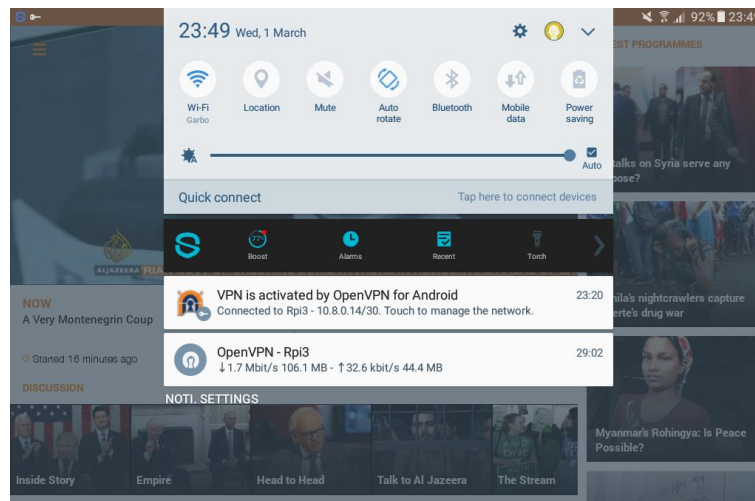 92% 23:49
23:49 Wed, 1 March
Wi-Fi
Garbo
Location
Mute
Auto
rotate
Bluetooth
Mobile
data
Power
saving
A
Auto
Quick connect
Tap here to connect devices
77%
Boost
Alarms
Recent
Torch
VPN is activated by OpenVPN for Android
23:20
Connected to Rpi3 - 10.8.0.14/30. Touch to manage the network.
OpenVPN - Rpi3
29:02
↓1.7 Mbit/s 106.1 MB - ↑32.6 kbit/s 44.4 MB
NOTI. SETTINGS
ALJAZEERA
NOW
A Very Montenegrin Coup
Started 16 minutes ago
DISCUSSION
Inside Story
Empire
Head to Head
Talk to Al Jazeera
The Stream
EST PROGRAMMES
alks on Syria serve any
pose?
nila's nightcrawlers capture
erte's drug war
Myanmar's Rohingya: Is Peace
Possible?